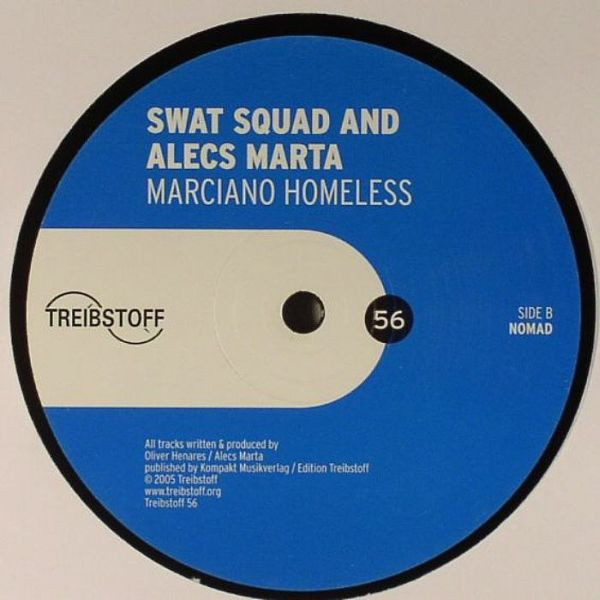 SWAT SQUAD AND
ALECS MARTA
MARCIANO HOMELESS
TREIBSTOFF
56
SIDE B
NOMAD
All tracks written & produced by
Oliver Henares / Alecs Marta
published by Kompakt Musikverlag / Edition Treibstoff
© 2005 Treibstoff
www.treibstoff.org
Treibstoff 56